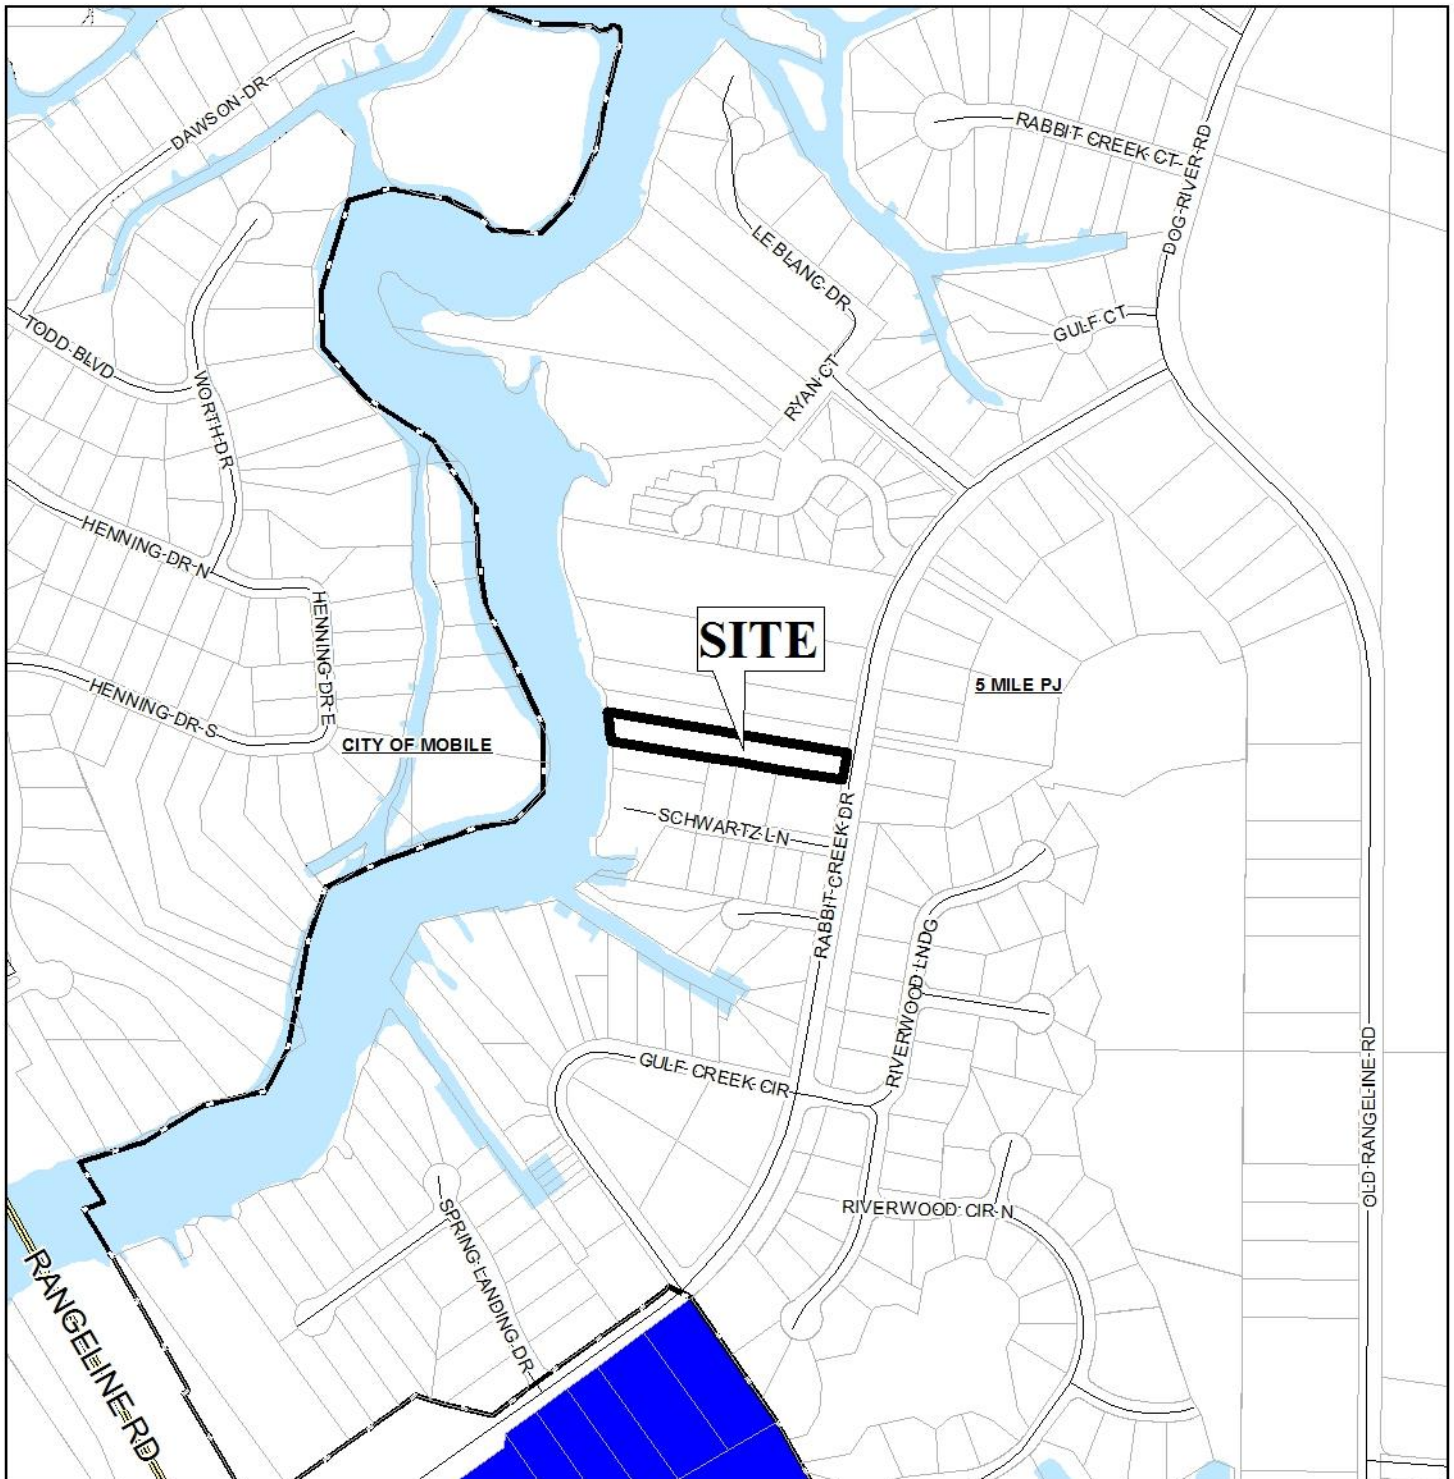 DAWSON DR
RABBIT CREEK CT
DOG RIVER RD
LE BLANC DR
GULF CT
TODD BLVD
WORTH DR
RYAN CT
HENNING DR N
HENNING DR E
SITE
5 MILE PJ
HENNING DR S
CITY OF MOBILE
SCHWARTZ LN
RABBIT CREEK DR
RIVERWOOD LNDG
GULF CREEK CIR
OLD RANGELINE RD
RIVERWOOD CIR N
SPRING LANDING DR
RANGELINE RD